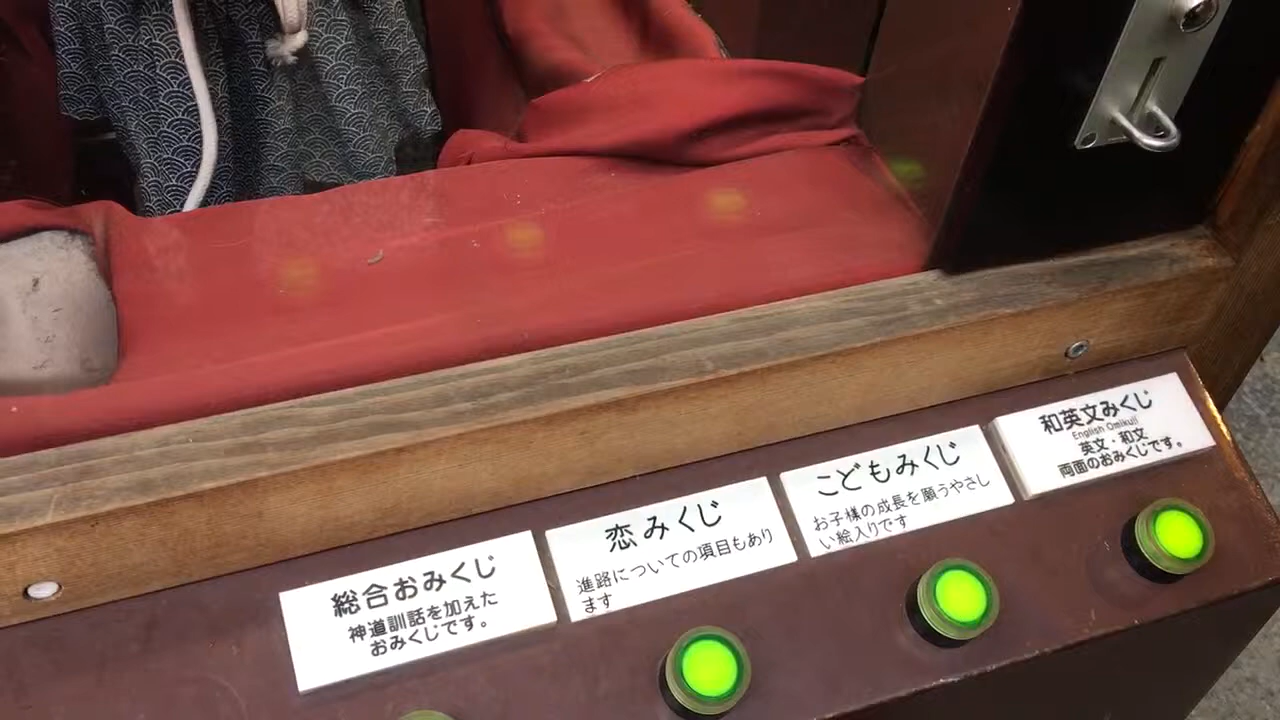 総合おみくじ
神道訓話を加えた
おみくじです。
恋みくじ
進路についての項目もあり
ます
こどもみくじ
お子様の成長を願うやさし
い絵入りです
和英文みくじ
English Omikuji
英文・和文
両面のおみくじです。